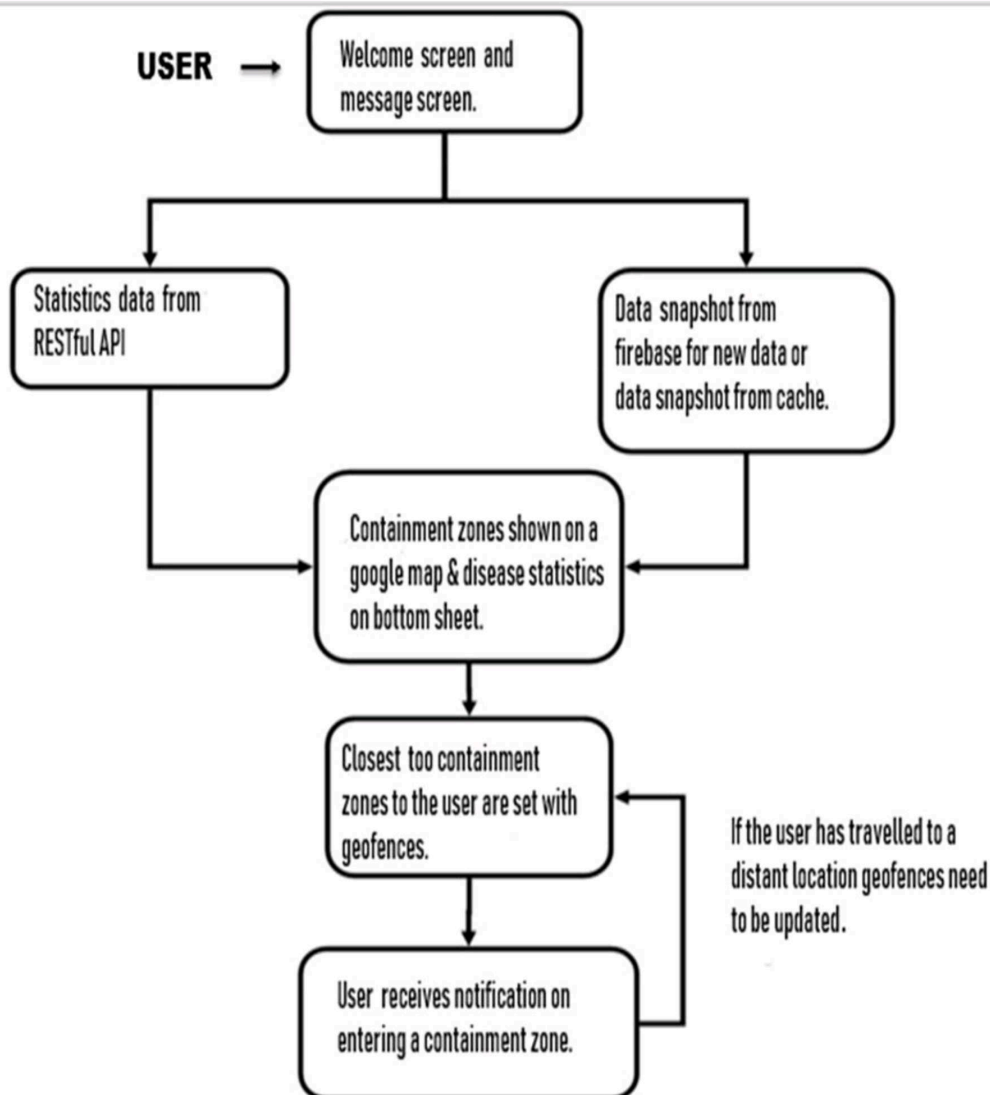 USER
Welcome screen and
message screen.
Statistics data from
RESTful API
Data snapshot from
firebase for new data or
data snapshot from cache.
Containment zones shown on a
google map & disease statistics
on bottom sheet.
Closest too containment
zones to the user are set with
geofences.
If the user has travelled to a
distant location geofences need
to be updated.
User receives notification on
entering a containment zone.